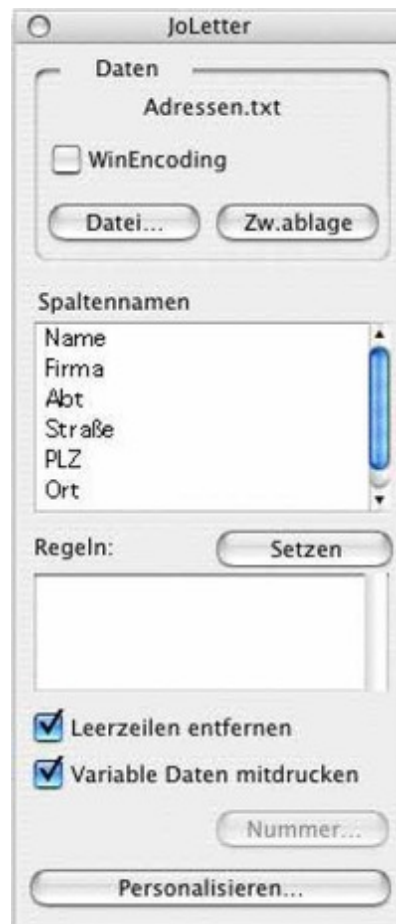 JoLetter
Daten
Adressen.txt
WinEncoding
Datei... Zw.ablage
Spaltennamen
Name
Firma
Abt
Straße
PLZ
Ort
Regeln: Setzen
Leerzeilen entfernen
Variable Daten mitdrucken
Nummer...
Personalisieren...